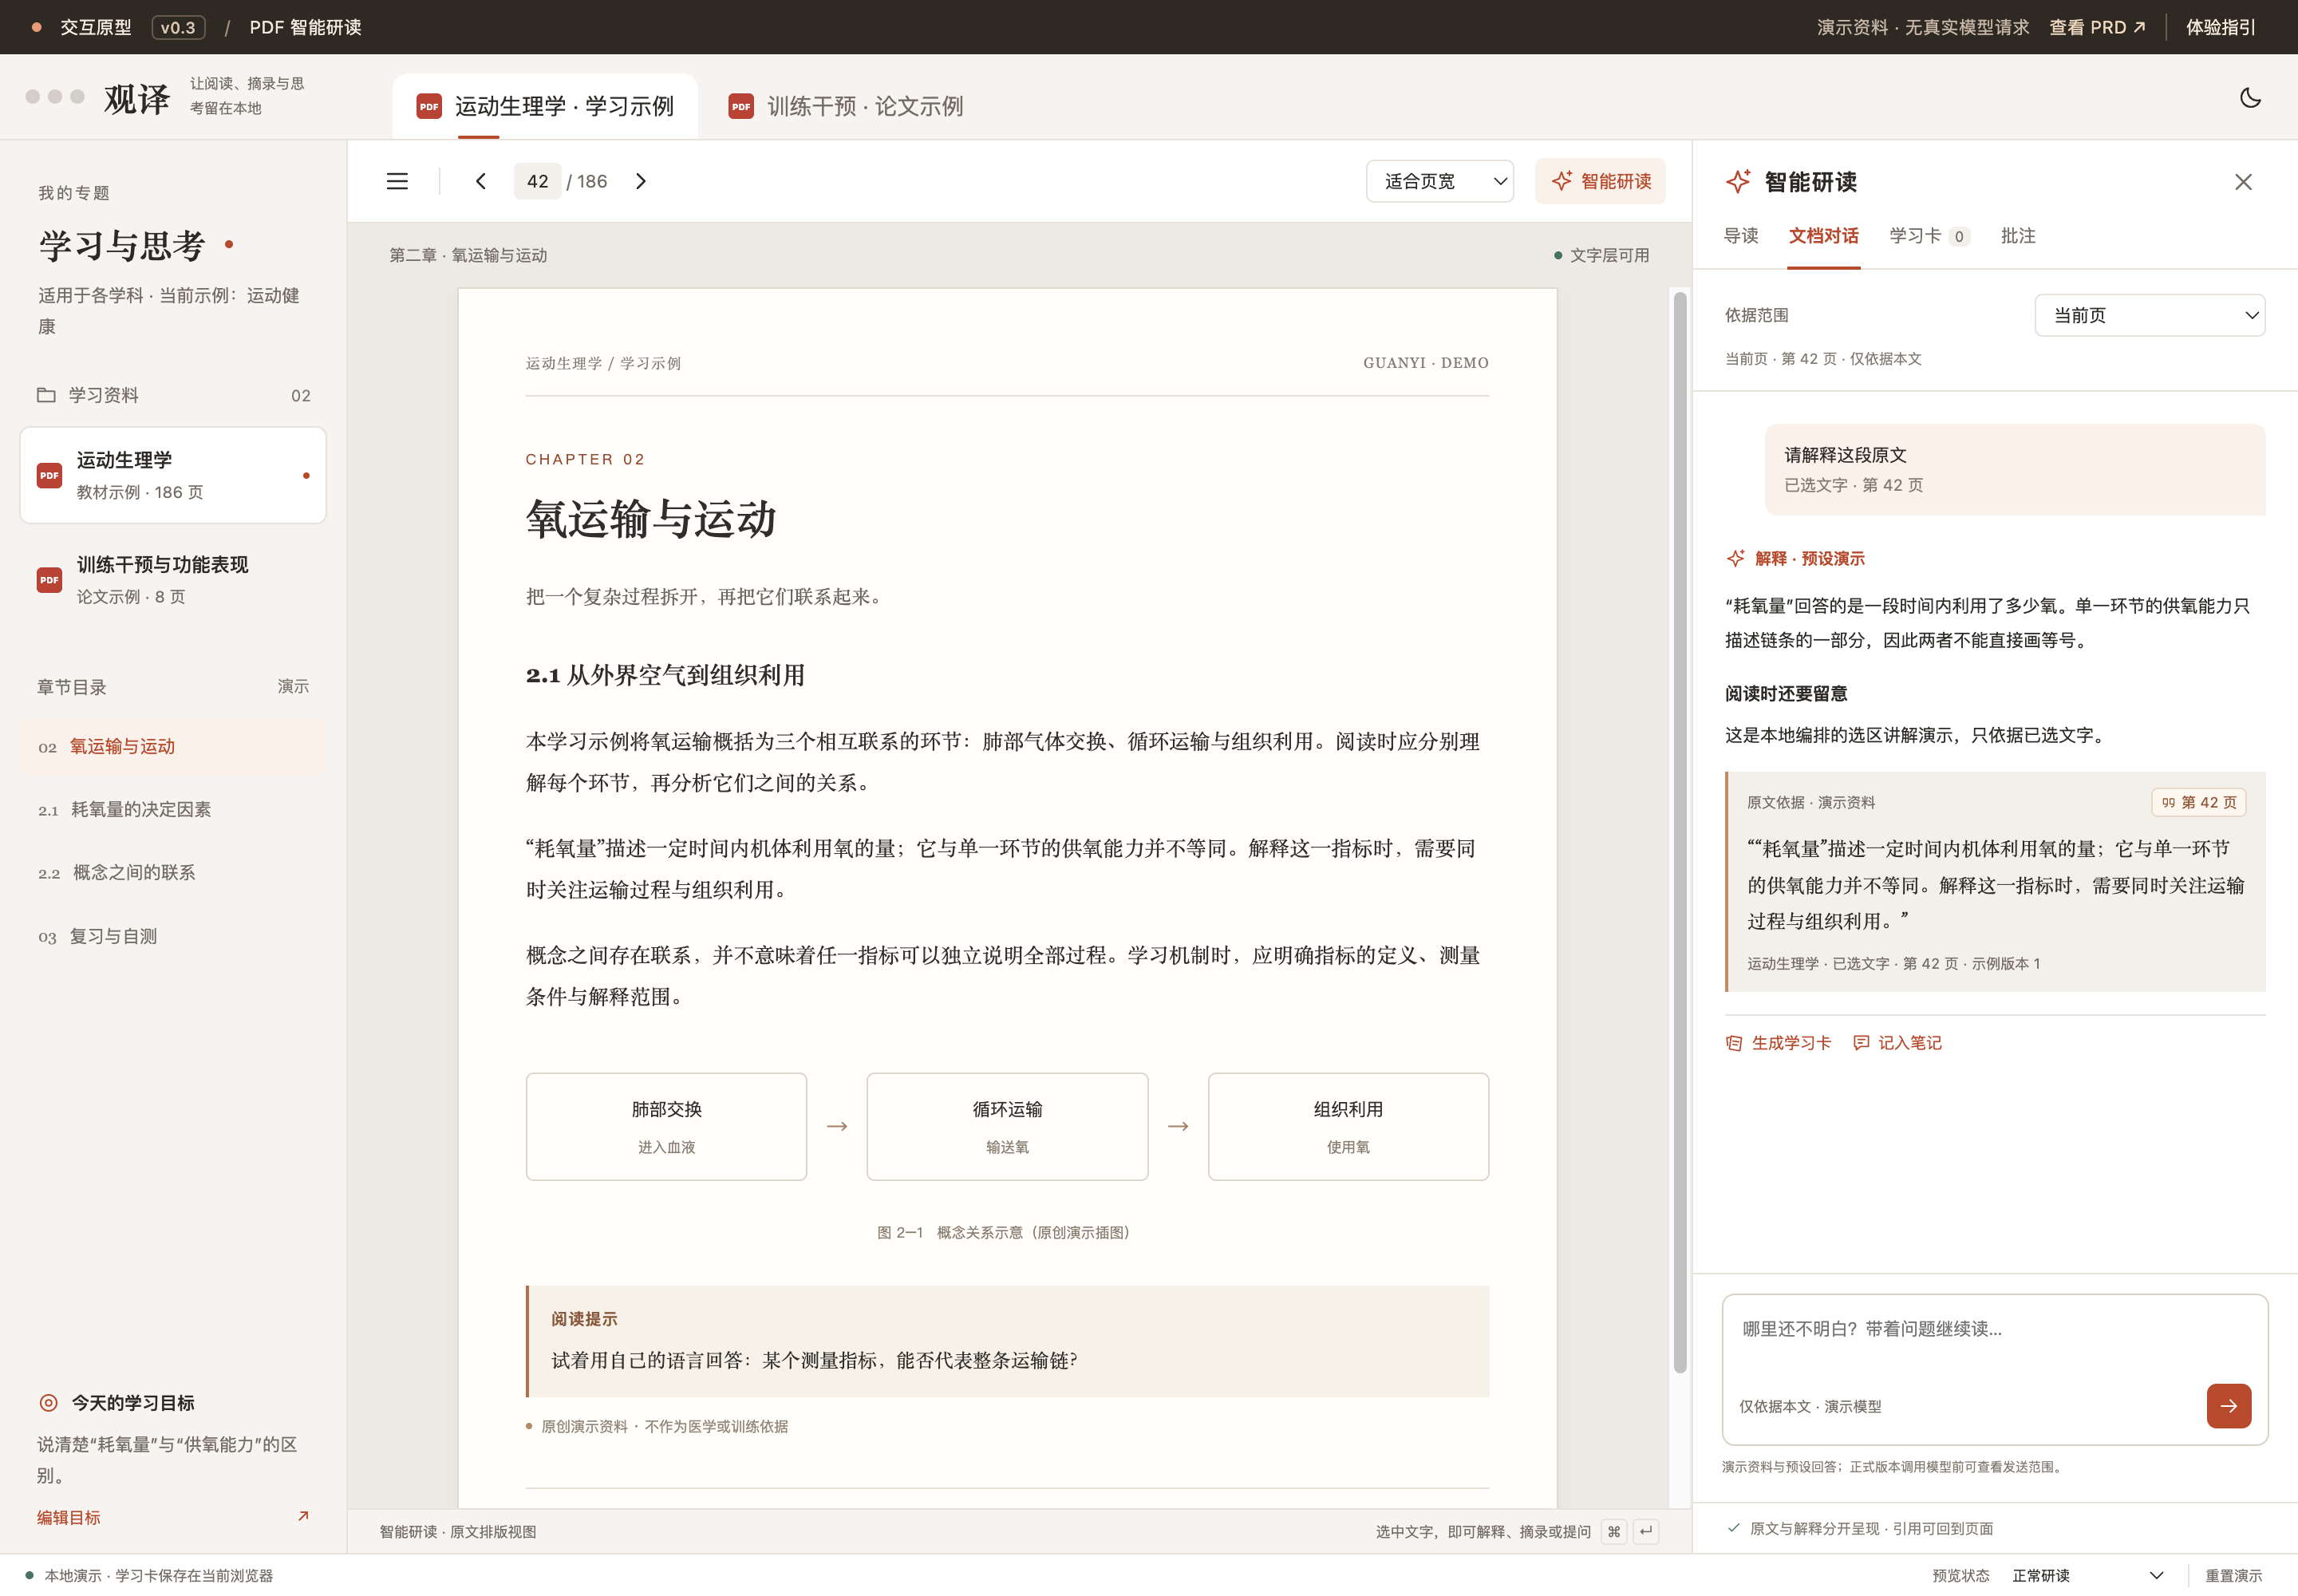 交互原型 v0.3 / PDF 智能研读
演示资料 · 无真实模型请求 查看 PRD ↗ 体验指引
观译
让阅读、摘录与思
考留在本地
PDF 运动生理学 · 学习示例
PDF 训练干预 · 论文示例
我的专题
学习与思考
适用于各学科 · 当前示例：运动健
康
学习资料 02
PDF
运动生理学
教材示例 · 186 页
PDF
训练干预与功能表现
论文示例 · 8 页
章节目录 演示
02 氧运输与运动
2.1 耗氧量的决定因素
2.2 概念之间的联系
03 复习与自测
今天的学习目标
说清楚“耗氧量”与“供氧能力”的区
别。
编辑目标 ↗
42 / 186
适合页宽
智能研读
第二章 · 氧运输与运动
文字层可用
运动生理学 / 学习示例
GUANYI · DEMO
CHAPTER 02
氧运输与运动
把一个复杂过程拆开，再把它们联系起来。
2.1 从外界空气到组织利用
本学习示例将氧运输概括为三个相互联系的环节：肺部气体交换、循环运输与组织利用。阅读时应分别理
解每个环节，再分析它们之间的关系。
“耗氧量”描述一定时间内机体利用氧的量；它与单一环节的供氧能力并不等同。解释这一指标时，需要同
时关注运输过程与组织利用。
概念之间存在联系，并不意味着任一指标可以独立说明全部过程。学习机制时，应明确指标的定义、测量
条件与解释范围。
肺部交换
进入血液
→
循环运输
输送氧
→
组织利用
使用氧
图 2—1 概念关系示意（原创演示插图）
阅读提示
试着用自己的语言回答：某个测量指标，能否代表整条运输链？
原创演示资料 · 不作为医学或训练依据
智能研读 · 原文排版视图
选中文字，即可解释、摘录或提问 ⌘ ↵
智能研读
导读 文档对话 学习卡 0 批注
依据范围 当前页
当前页 · 第 42 页 · 仅依据本文
请解释这段原文
已选文字 · 第 42 页
解释 · 预设演示
“耗氧量”回答的是一段时间内利用了多少氧。单一环节的供氧能力只
描述链条的一部分，因此两者不能直接画等号。
阅读时还要留意
这是本地编排的选区讲解演示，只依据已选文字。
原文依据 · 演示资料 第 42 页
““耗氧量”描述一定时间内机体利用氧的量；它与单一环节
的供氧能力并不等同。解释这一指标时，需要同时关注运输
过程与组织利用。”
运动生理学 · 已选文字 · 第 42 页 · 示例版本 1
生成学习卡 记入笔记
哪里还不明白？带着问题继续读...
仅依据本文 · 演示模型 →
演示资料与预设回答；正式版本调用模型前可查看发送范围。
原文与解释分开呈现 · 引用可回到页面
本地演示 · 学习卡保存在当前浏览器
预览状态 正常研读 重置演示